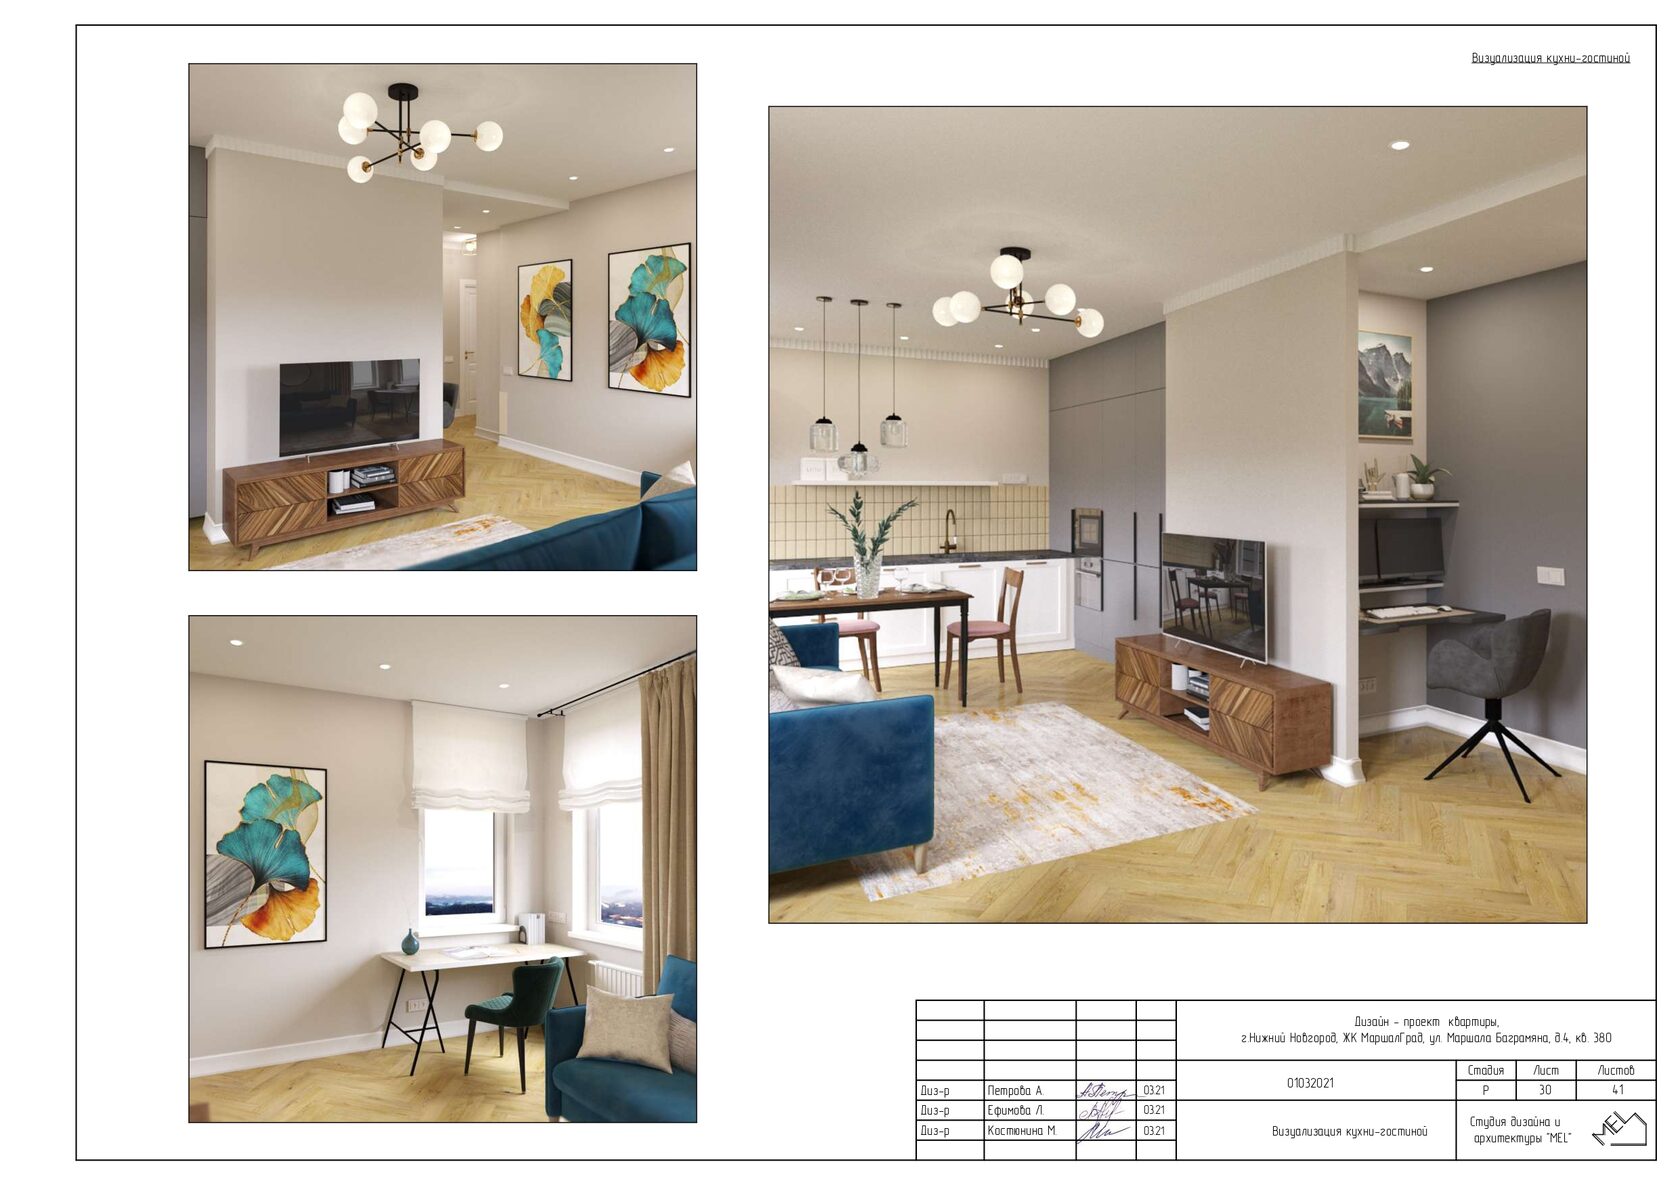 Визуализация кухни-гостиной
Дизайн - проект квартиры,
г.Нижний Новгород, ЖК МаршалГрад, ул. Маршала Баграмяна, д.4, кв. 380
01032021
Стадия Лист Листов
Р 30 41
Диз-р Петрова А. 03.21
Диз-р Ефимова Л. 03.21
Диз-р Костюнина М. 03.21
Визуализация кухни-гостиной
Студия дизайна и
архитектуры "MEL"
MEL